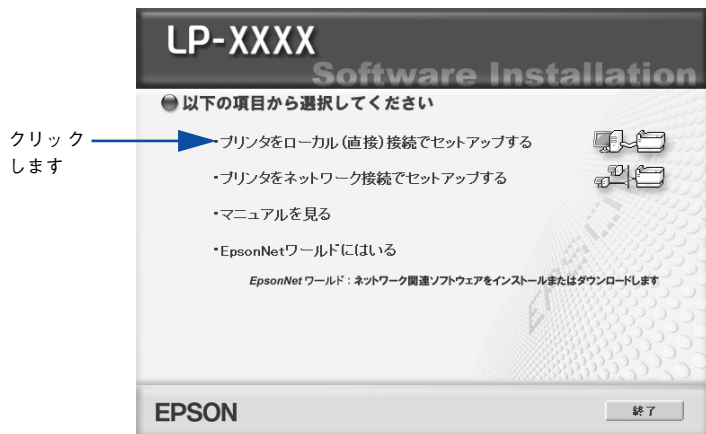 LP-XXXX
Software Installation
以下の項目から選択してください
クリック
します
・プリンタをローカル（直接）接続でセットアップする
・プリンタをネットワーク接続でセットアップする
・マニュアルを見る
・EpsonNetワールドにはいる
EpsonNet ワールド：ネットワーク関連ソフトウェアをインストールまたはダウンロードします
EPSON
EPSON
終了